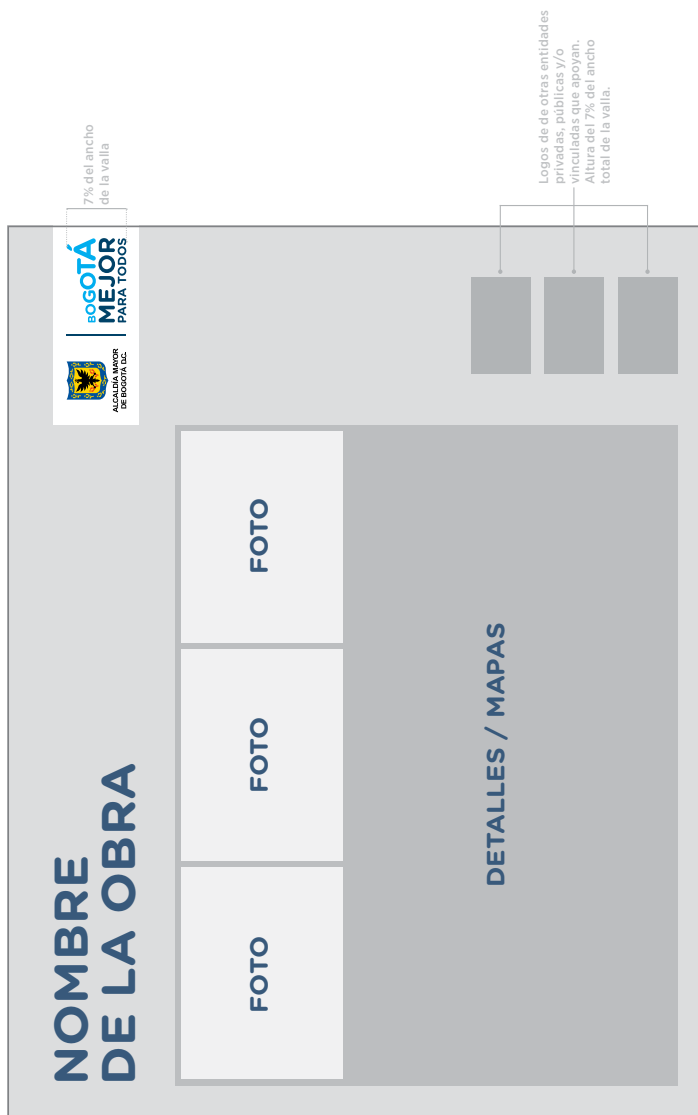 NOMBRE
DE LA OBRA
ALCALDÍA MAYOR
DE BOGOTÁ D.C.
BOGOTÁ
MEJOR
PARA TODOS
7% del ancho
de la valla
FOTO
FOTO
FOTO
DETALLES / MAPAS
Logos de de otras entidades
privadas, públicas y/o
vinculadas que apoyan.
Altura del 7% del ancho
total de la valla.